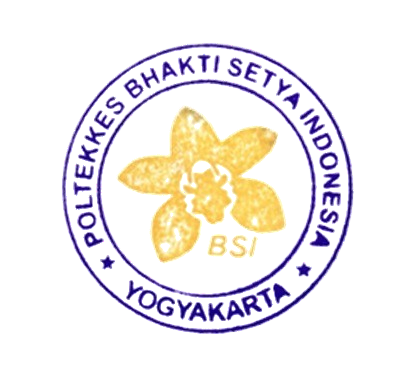 POLTEKKES BHAKTI SETYA INDONESIA
BSI
YOGYAKARTA